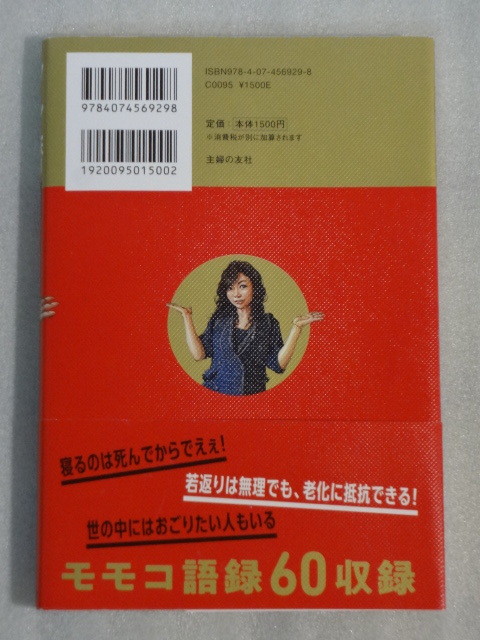 ISBN978-4-07-456929-8
C0095 ¥1500E
9784074569298
定価：本体1500円
※消費税が別に加算されます
1920095015002
主婦の友社
寝るのは死んでからでえぇ!
若返りは無理でも、老化に抵抗できる!
世の中にはおごりたい人もいる
モモコ語録60収録